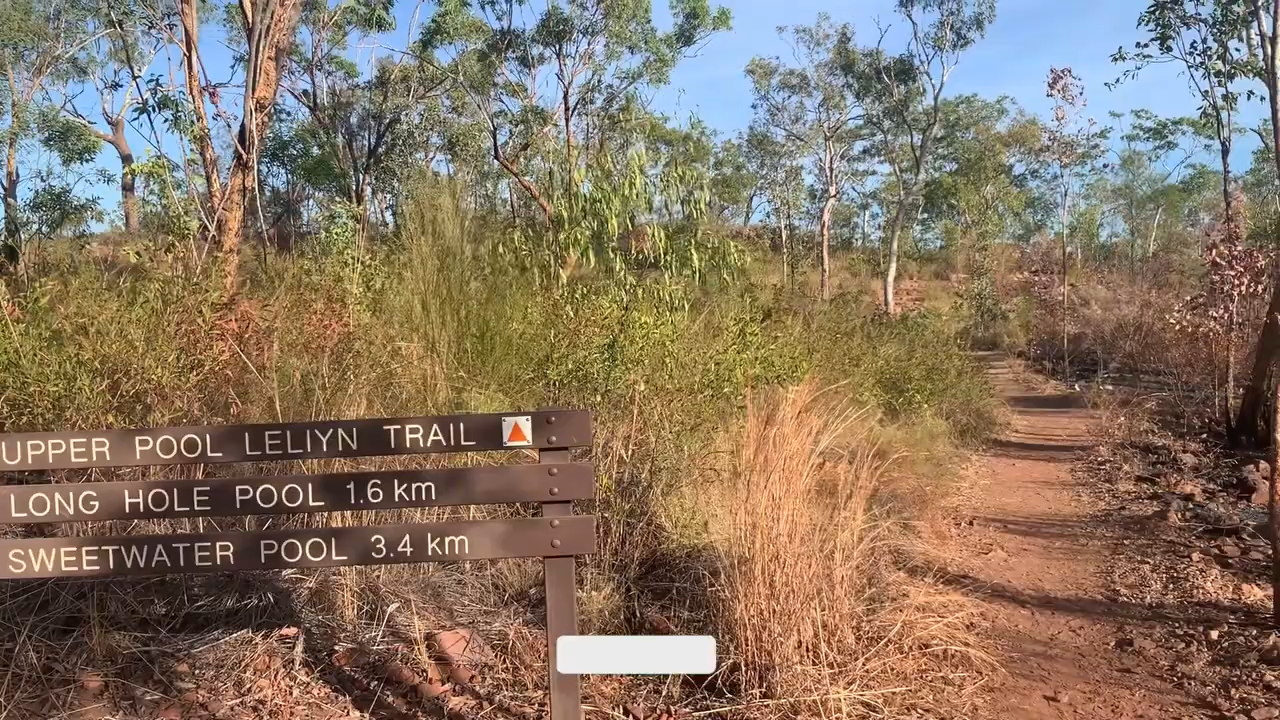 UPPER POOL LELIYN TRAIL
LONG HOLE POOL 1.6 km
SWEETWATER POOL 3.4 km